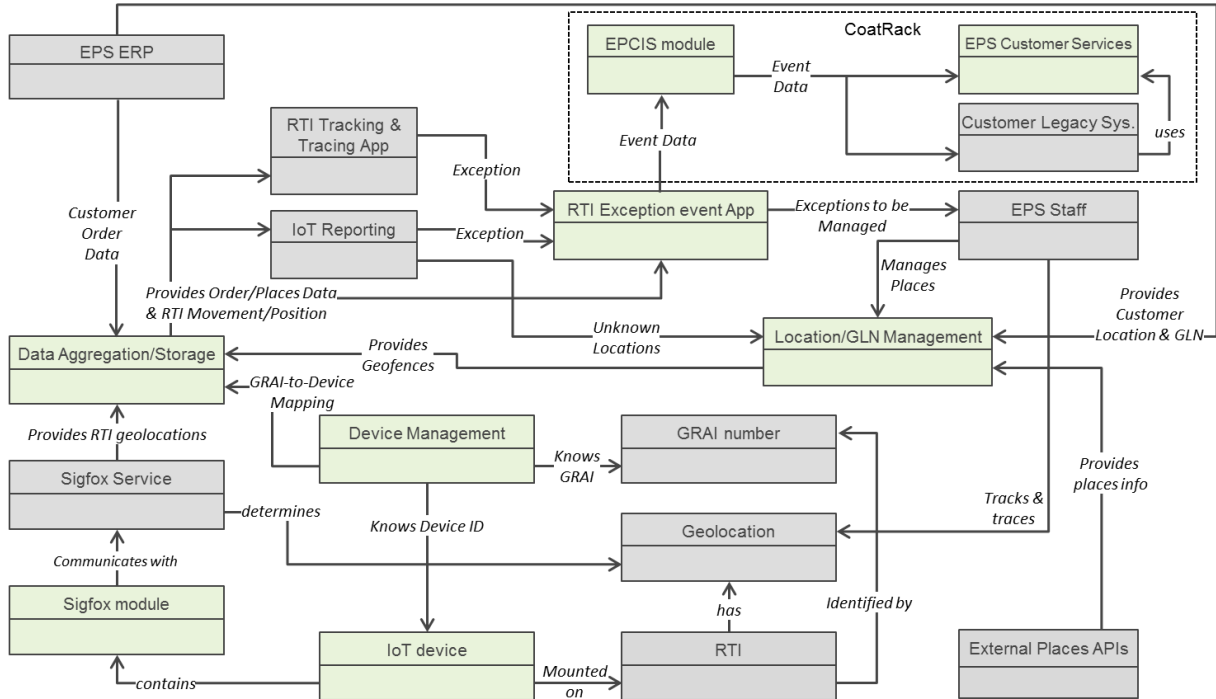 CoatRack
EPS ERP
EPCIS module
EPS Customer Services
Event
Data
RTI Tracking &
Tracing App
Customer Legacy Sys.
uses
Event Data
Exception
Customer
Order
Data
IoT Reporting
Exception
RTI Exception event App
Exceptions to be
Managed
EPS Staff
Manages
Places
Provides Order/Places Data
& RTI Movement/Position
Provides
Customer
Location & GLN
Unknown
Locations
Data Aggregation/Storage
Provides
Geofences
Location/GLN Management
GRAI-to-Device
Mapping
Provides RTI geolocations
Device Management
Knows
GRAI
GRAI number
Provides
places info
Sigfox Service
determines
Knows Device ID
Geolocation
Tracks &
traces
Communicates with
Sigfox module
has
Identified by
contains
IoT device
Mounted
on
RTI
External Places APIs